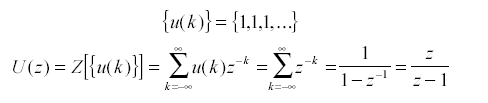 {u(k)} = {1,1,1,...}
U(z) = Z[{u(k)}] = ∑_{k=-∞}^{∞} u(k)z^{-k} = ∑_{k=-∞}^{∞} z^{-k} = 1/(1-z^{-1}) = z/(z-1)